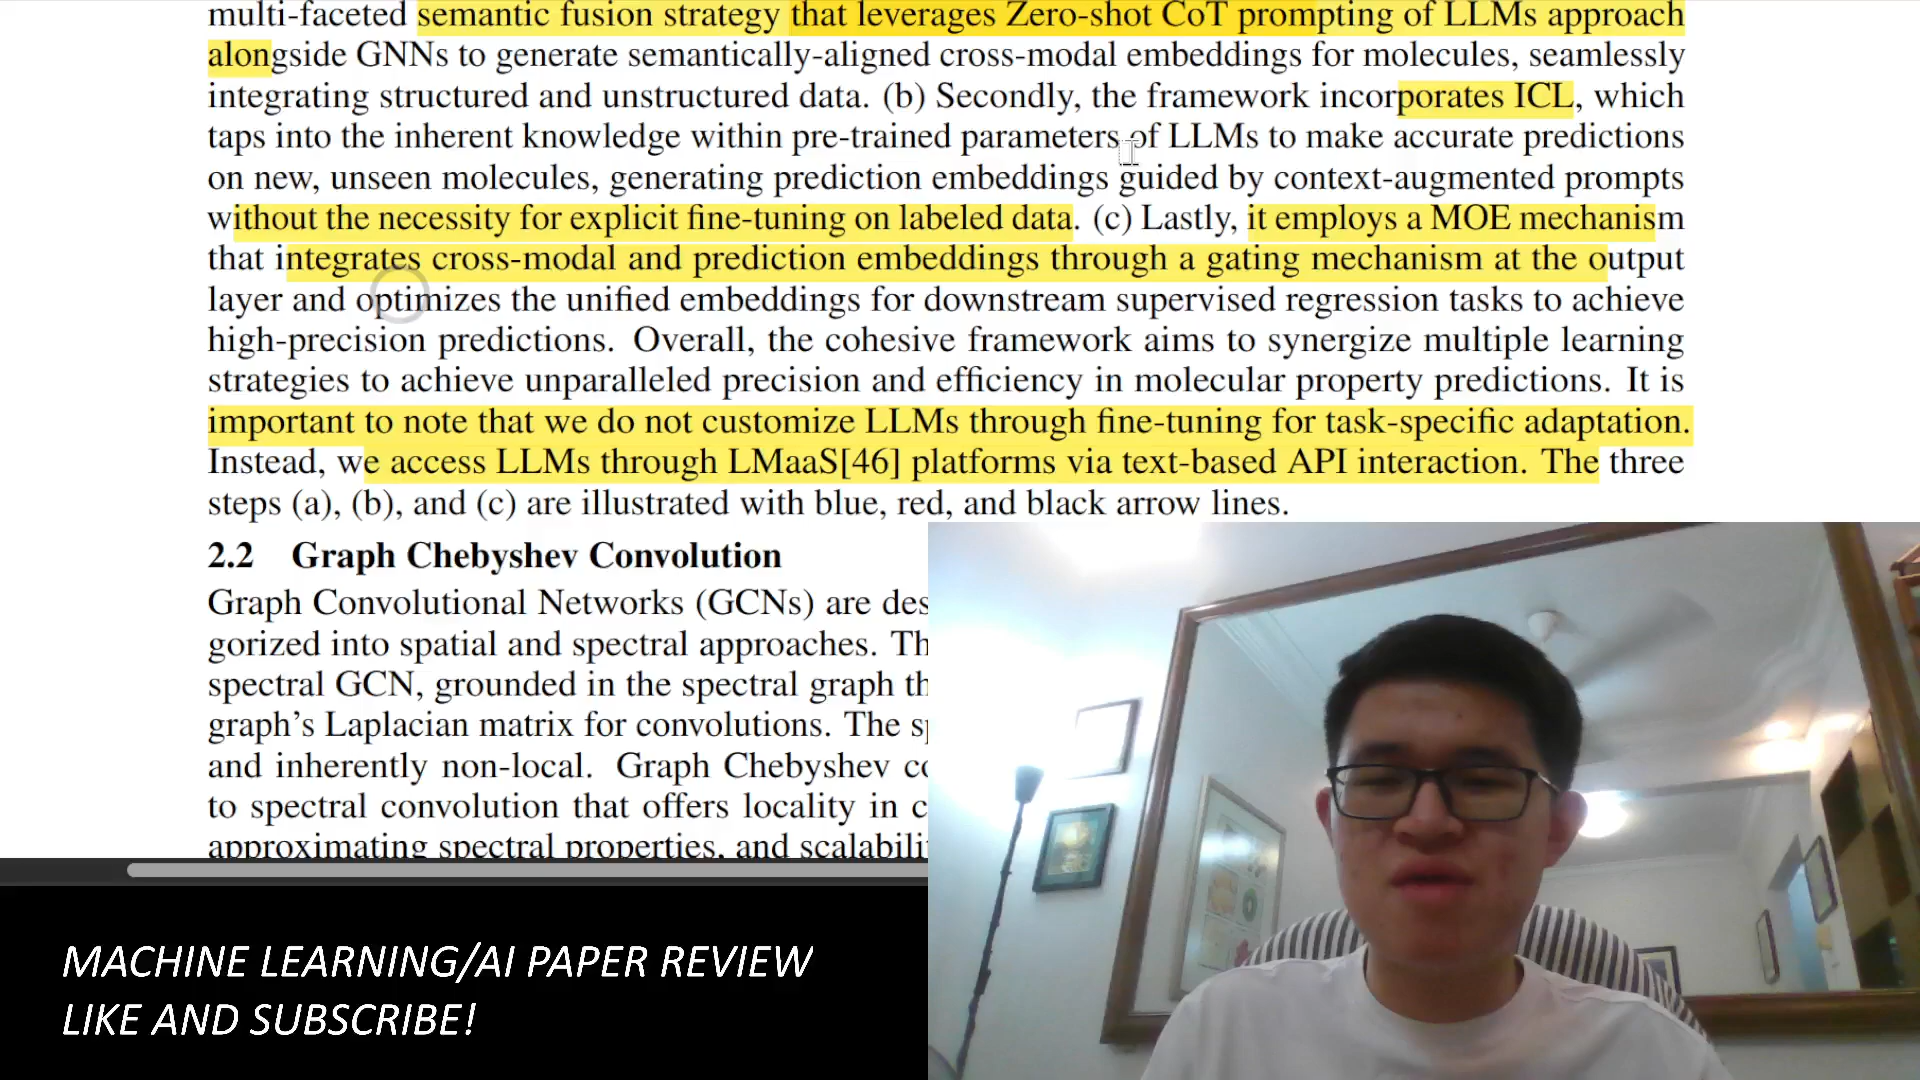 multi-faceted semantic fusion strategy that leverages Zero-shot CoT prompting of LLMs approach
alongside GNNs to generate semantically-aligned cross-modal embeddings for molecules, seamlessly
integrating structured and unstructured data. (b) Secondly, the framework incorporates ICL, which
taps into the inherent knowledge within pre-trained parameters of LLMs to make accurate predictions
on new, unseen molecules, generating prediction embeddings guided by context-augmented prompts
without the necessity for explicit fine-tuning on labeled data. (c) Lastly, it employs a MOE mechanism
that integrates cross-modal and prediction embeddings through a gating mechanism at the output
layer and optimizes the unified embeddings for downstream supervised regression tasks to achieve
high-precision predictions. Overall, the cohesive framework aims to synergize multiple learning
strategies to achieve unparalleled precision and efficiency in molecular property predictions. It is
important to note that we do not customize LLMs through fine-tuning for task-specific adaptation.
Instead, we access LLMs through LMaaS[46] platforms via text-based API interaction. The three
steps (a), (b), and (c) are illustrated with blue, red, and black arrow lines.
2.2 Graph Chebyshev Convolution
Graph Convolutional Networks (GCNs) are des
gorized into spatial and spectral approaches. Th
spectral GCN, grounded in the spectral graph th
graph's Laplacian matrix for convolutions. The s
and inherently non-local. Graph Chebyshev c
to spectral convolution that offers locality in c
approximating spectral properties, and scalabili
MACHINE LEARNING/AI PAPER REVIEW
LIKE AND SUBSCRIBE!